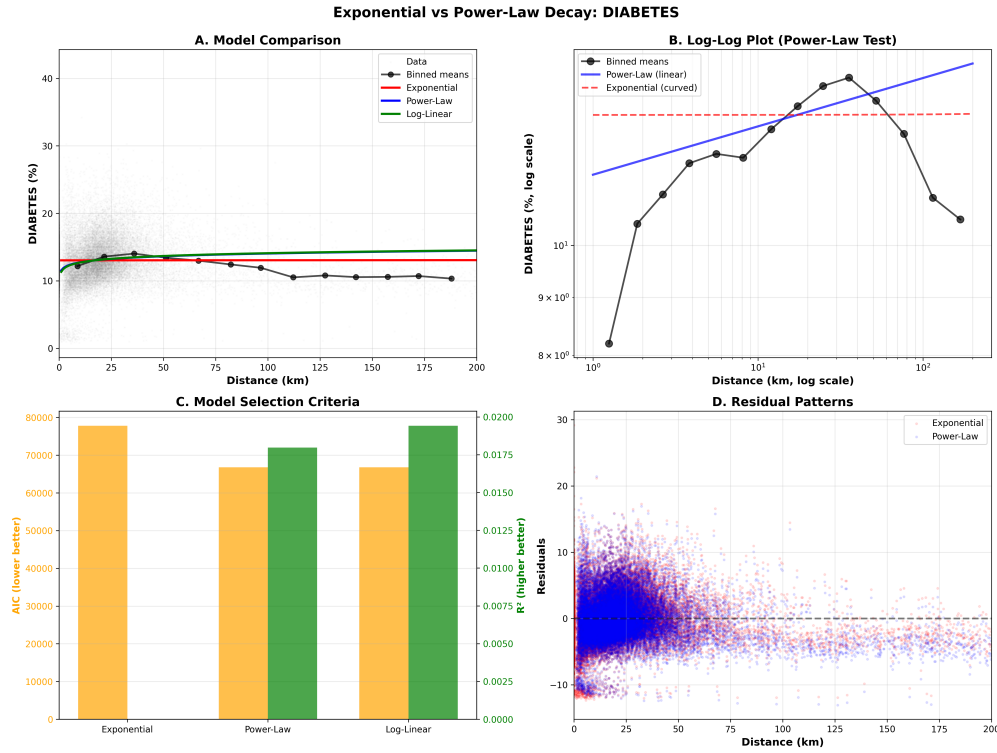 Exponential vs Power-Law Decay: DIABETES
A. Model Comparison
DIABETES (%)
40
30
20
10
0
Data
Binned means
Exponential
Power-Law
Log-Linear
0 25 50 75 100 125 150 175 200
Distance (km)
B. Log-Log Plot (Power-Law Test)
DIABETES (%, log scale)
Binned means
Power-Law (linear)
Exponential (curved)
10¹
9 × 10⁰
8 × 10⁰
10⁰ 10¹ 10²
Distance (km, log scale)
C. Model Selection Criteria
AIC (lower better)
80000
70000
60000
50000
40000
30000
20000
10000
0
R² (higher better)
0.0200
0.0175
0.0150
0.0125
0.0100
0.0075
0.0050
0.0025
0.0000
Exponential Power-Law Log-Linear
D. Residual Patterns
Residuals
30
20
10
0
−10
Exponential
Power-Law
0 25 50 75 100 125 150 175 200
Distance (km)